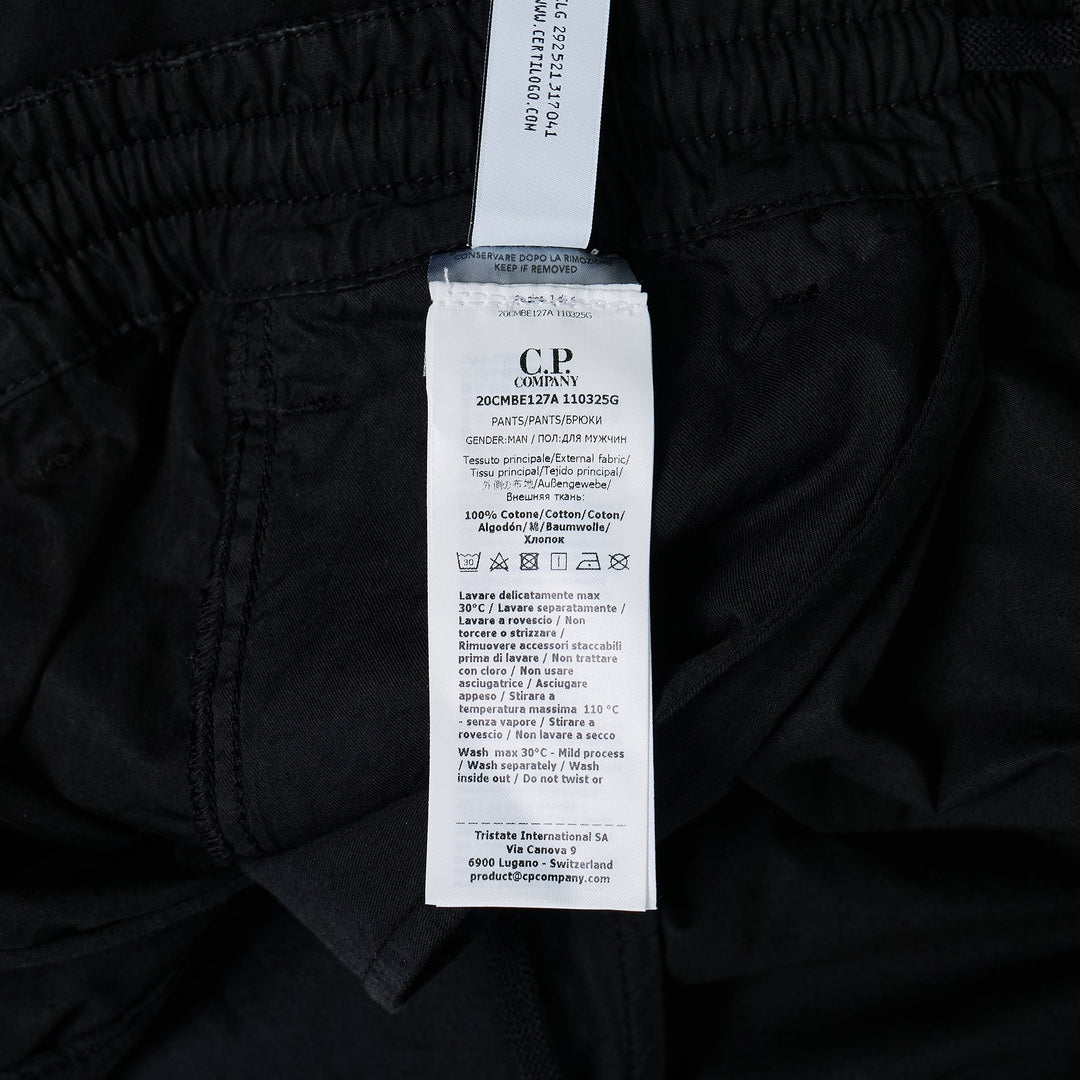 CLG 292521317041
WWW.CERTILOGO.COM
CONSERVARE DOPO LA RIMOZIONE
KEEP IF REMOVED
20CMBE127A 110325G
C.P.
COMPANY
20CMBE127A 110325G
PANTS/PANTS/БРЮКИ
GENDER:MAN / ПОЛ:ДЛЯ МУЖЧИН
Tessuto principale/External fabric/
Tissu principal/Tejido principal/
外側の布地/Außengewebe/
Внешняя ткань:
100% Cotone/Cotton/Coton/
Algodón/綿/Baumwolle/
Хлопок
30
Lavare delicatamente max
30°C / Lavare separatamente /
Lavare a rovescio / Non
torcere o strizzare /
Rimuovere accessori staccabili
prima di lavare / Non trattare
con cloro / Non usare
asciugatrice / Asciugare
appeso / Stirare a
temperatura massima 110 °C
- senza vapore / Stirare a
rovescio / Non lavare a secco
Wash max 30°C - Mild process
/ Wash separately / Wash
inside out / Do not twist or
Tristate International SA
Via Canova 9
6900 Lugano - Switzerland
product@cpcompany.com